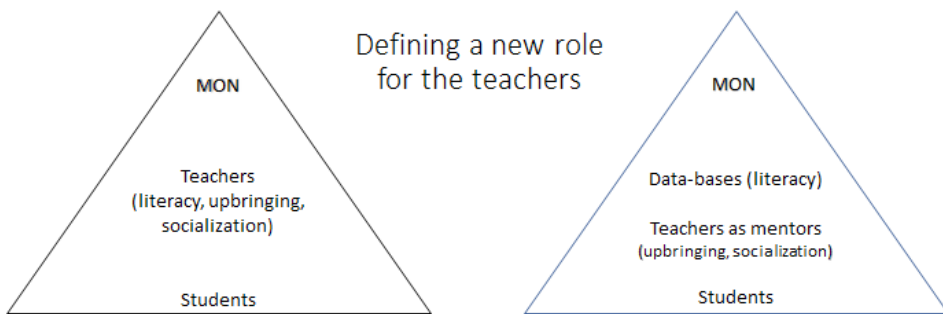 Defining a new role
for the teachers
MON
Teachers
(literacy, upbringing,
socialization)
Students
MON
Data-bases (literacy)
Teachers as mentors
(upbringing, socialization)
Students